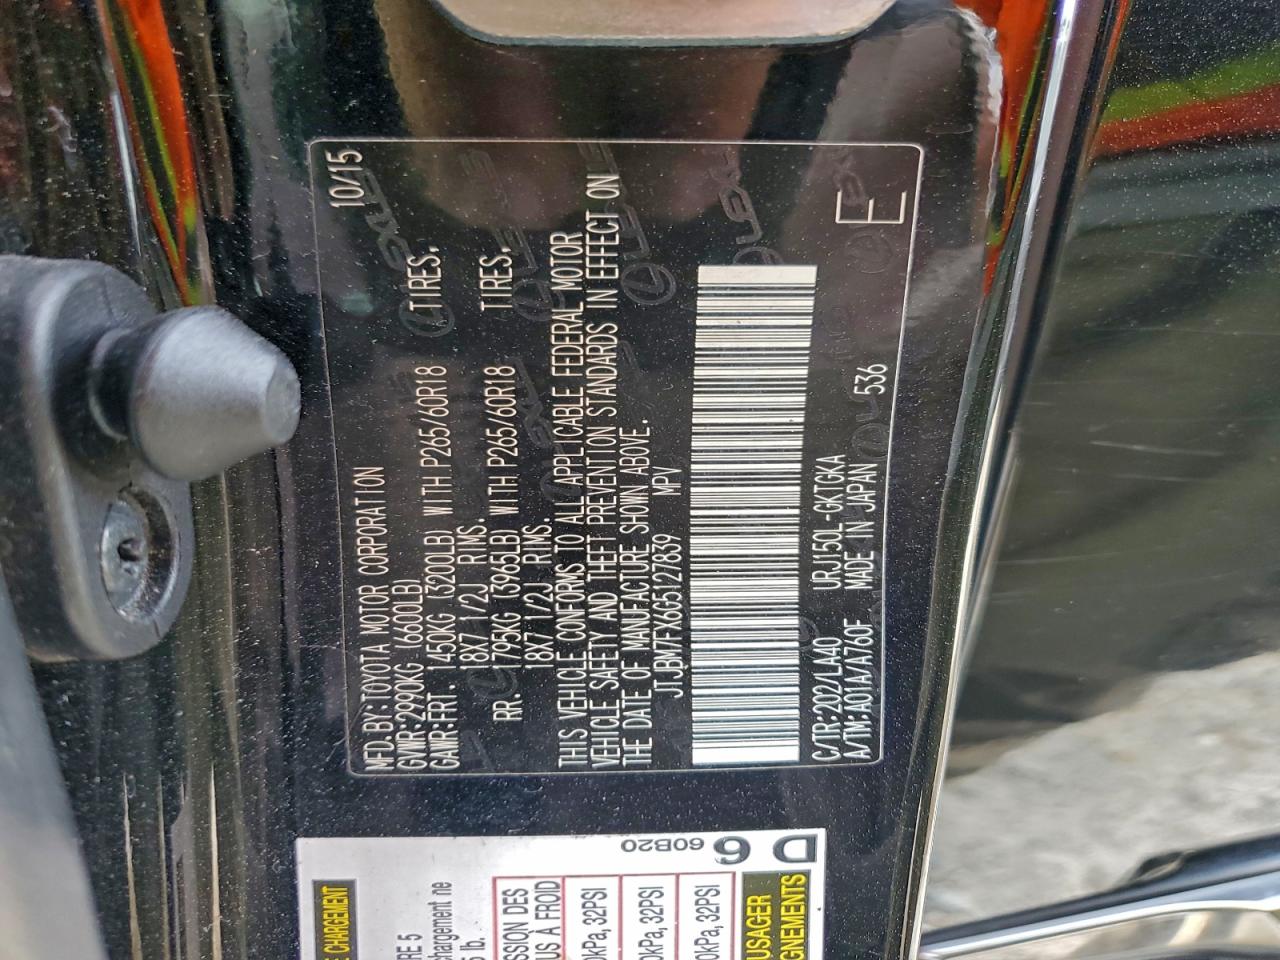 MFD.BY:TOYOTA MOTOR CORPORATION 10/15
GVWR:2990KG (6600LB)
GAWR:FRT. 1450KG (3200LB) WITH P265/60R18 TIRES.
18X7 1/2J RIMS.
RR. 1795KG (3965LB) WITH P265/60R18 TIRES.
18X7 1/2J RIMS.
THIS VEHICLE CONFORMS TO ALL APPLICABLE FEDERAL MOTOR
VEHICLE SAFETY AND THEFT PREVENTION STANDARDS IN EFFECT ON
THE DATE OF MANUFACTURE SHOWN ABOVE.
JTJBM7FX6G5127839 MPV
C/TR:202/LA40 URJ150L-GKTGKA
A/TM:A01A/A760F MADE IN JAPAN 536
E
E CHARGEMENT
RE 5
chargement ne
5 lb.
SSION DES
US À FROID
0kPa,32PSI
0kPa,32PSI
0kPa,32PSI
USAGER
GNEMENTS
60B20
D 6